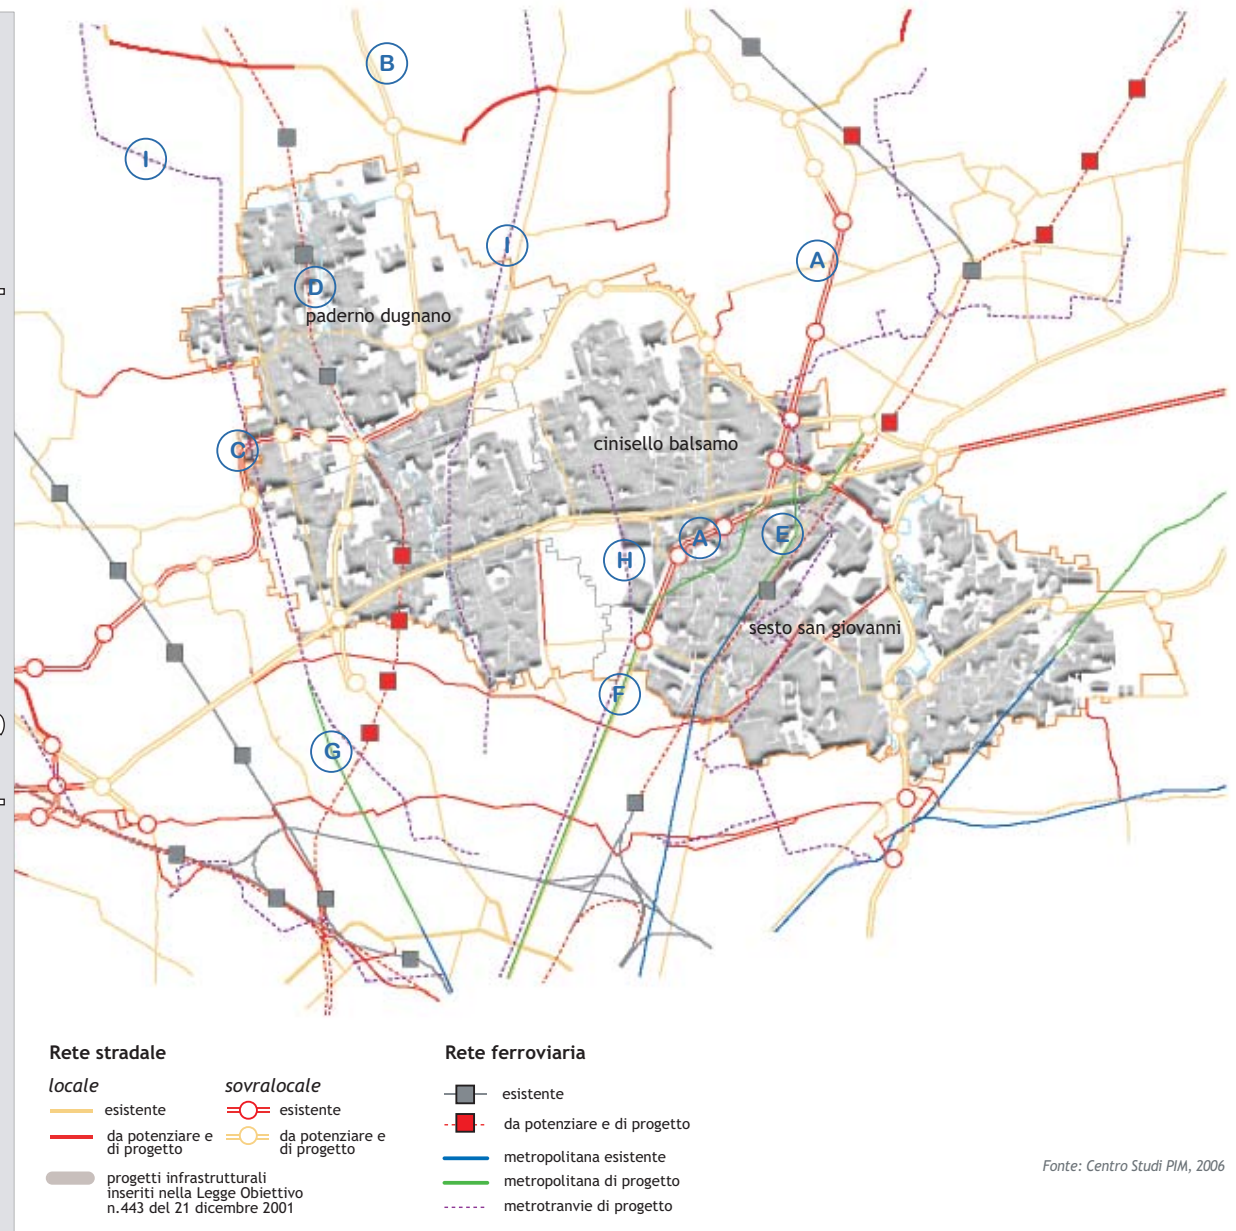 B
I
I
A
D
paderno dugnano
C
cinisello balsamo
A
E
H
sesto san giovanni
F
G
Rete stradale
locale
sovralocale
esistente
esistente
da potenziare e
di progetto
da potenziare e
di progetto
progetti infrastrutturali
inseriti nella Legge Obiettivo
n.443 del 21 dicembre 2001
Rete ferroviaria
esistente
da potenziare e di progetto
metropolitana esistente
metropolitana di progetto
metrotranvie di progetto
Fonte: Centro Studi PIM, 2006